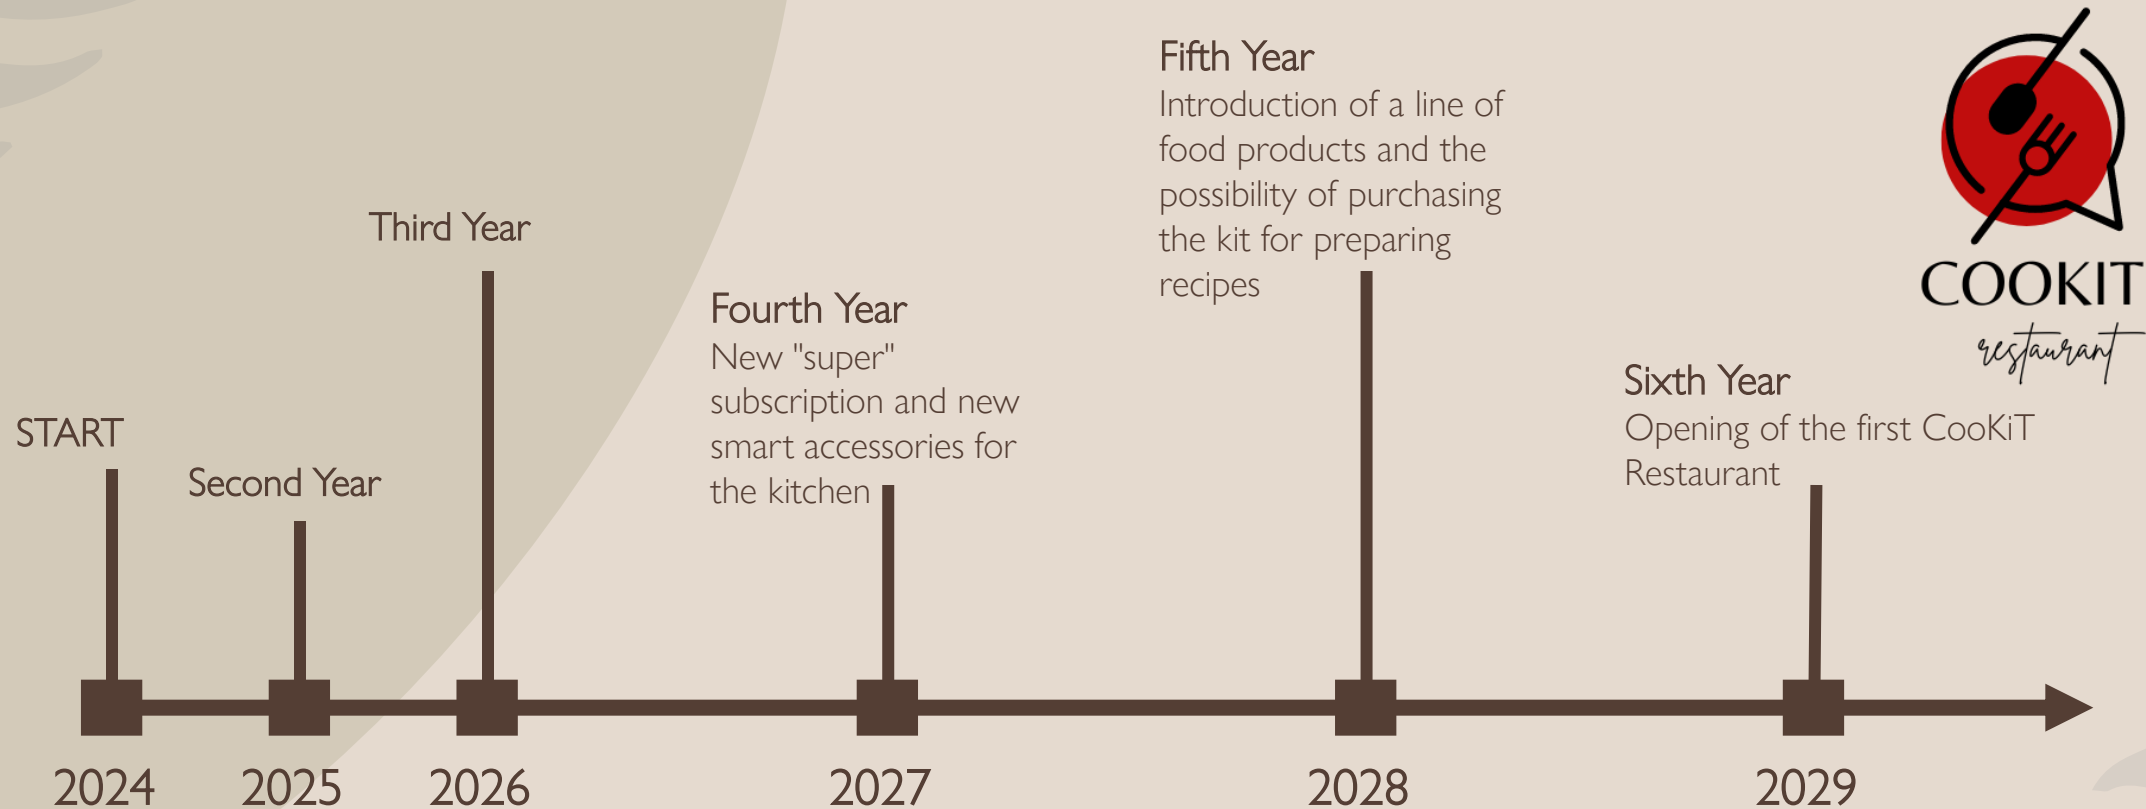 START
Second Year
Third Year
Fourth Year
New "super"
subscription and new
smart accessories for
the kitchen
Fifth Year
Introduction of a line of
food products and the
possibility of purchasing
the kit for preparing
recipes
Sixth Year
Opening of the first CooKiT
Restaurant
COOKIT
restaurant
2024
2025
2026
2027
2028
2029